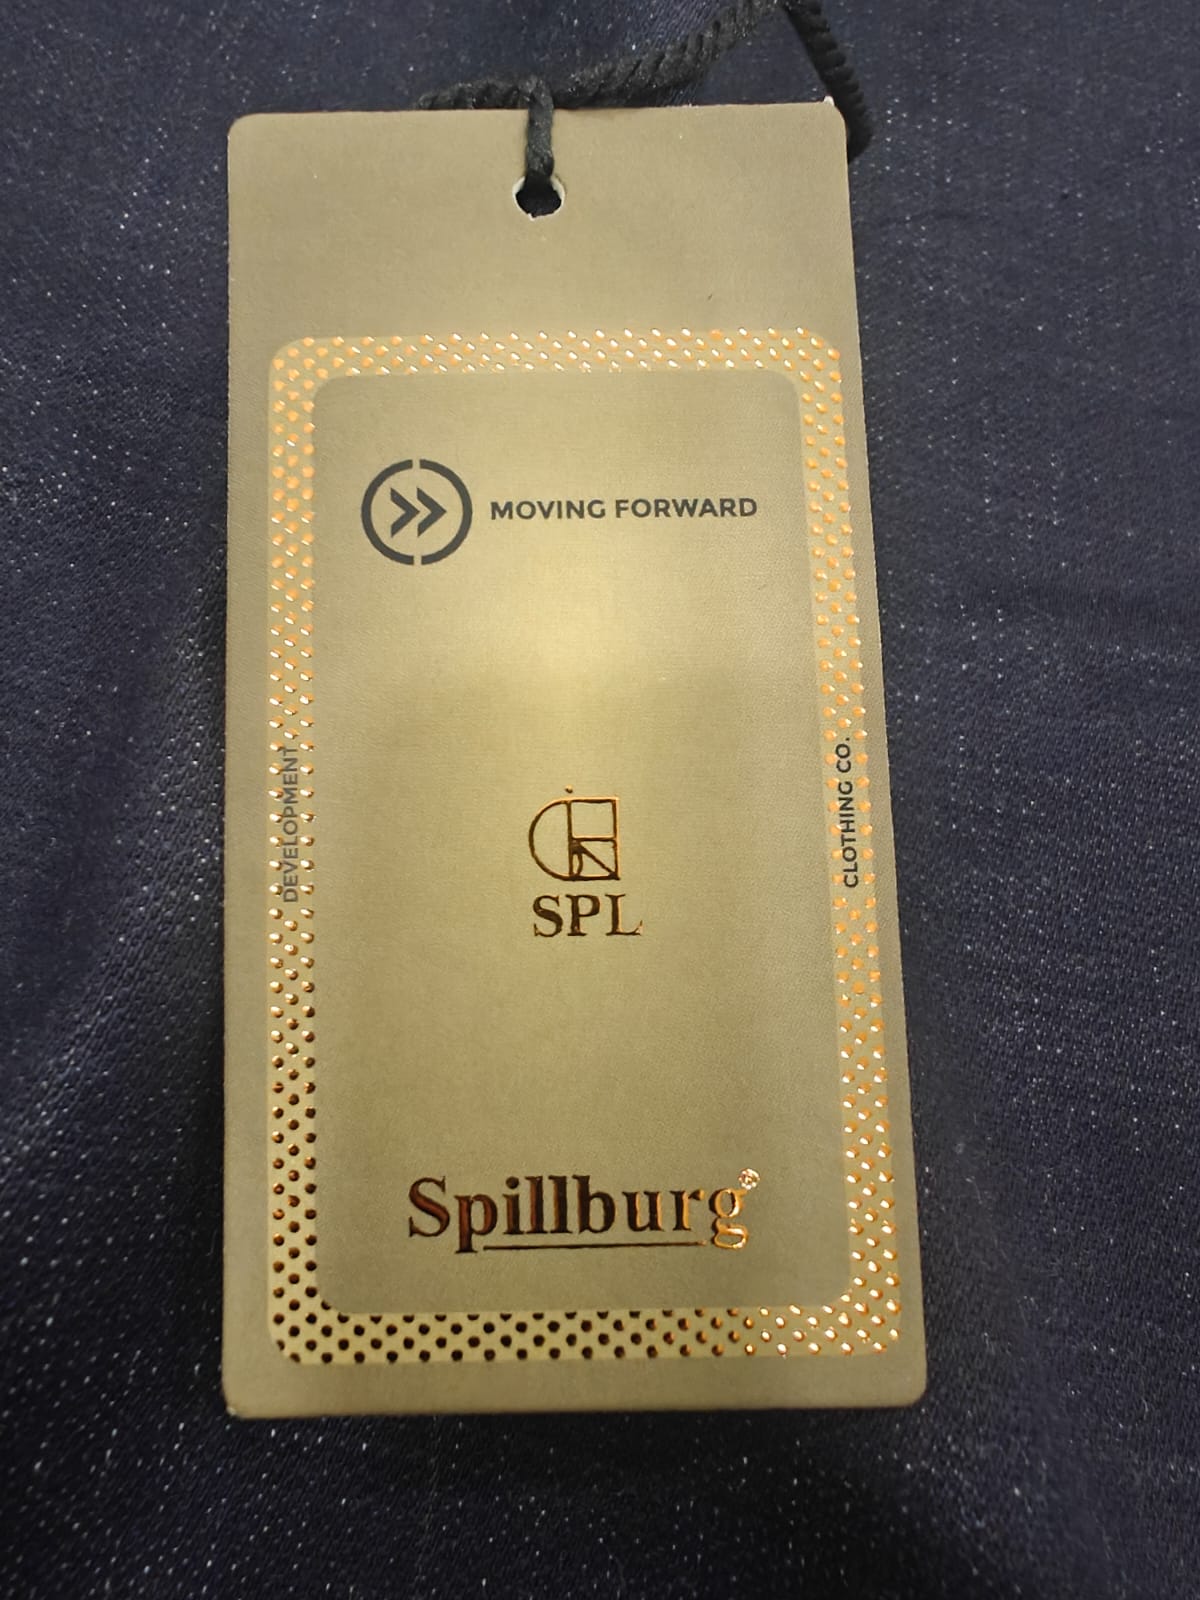 MOVING FORWARD
DEVELOPMENT
CLOTHING CO.
SPL
Spillburg®